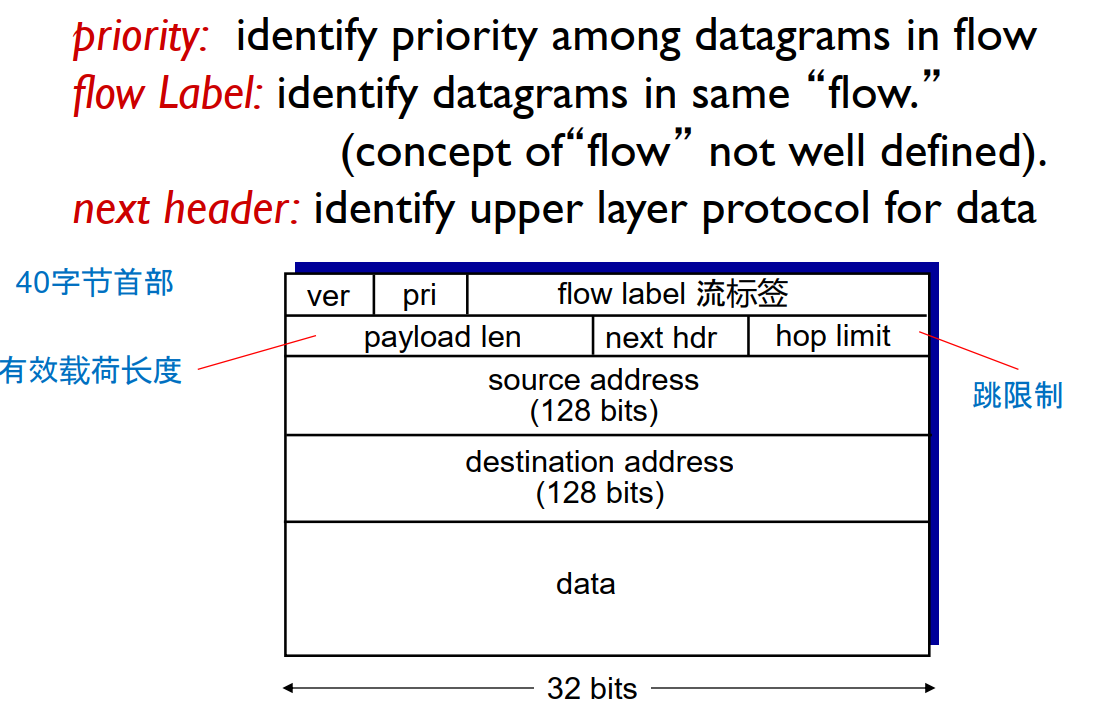 priority: identify priority among datagrams in flow
flow Label: identify datagrams in same “flow.”
(concept of“flow” not well defined).
next header: identify upper layer protocol for data
40字节首部
ver pri flow label 流标签
payload len next hdr hop limit
有效载荷长度
source address
(128 bits)
跳限制
destination address
(128 bits)
data
32 bits